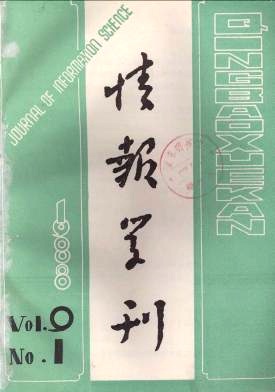 JOURNAL OF INFORMATION SCIENCE
QINGBAOXUEKAN
情報学刊
Vol.9
No.1